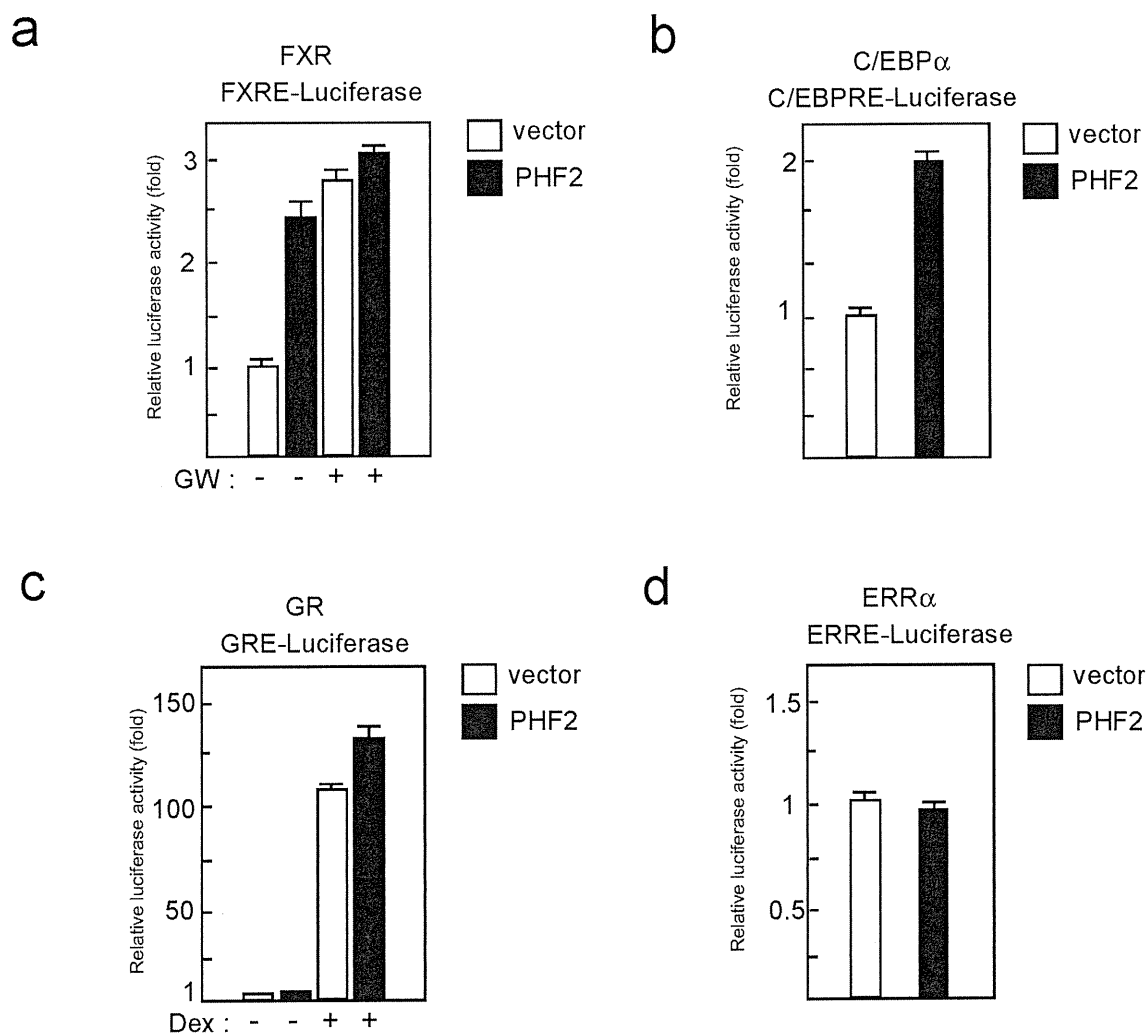 a
FXR
FXRE-Luciferase
Relative luciferase activity (fold)
3
2
1
vector
PHF2
GW : - - + +
b
C/EBPα
C/EBPRE-Luciferase
Relative luciferase activity (fold)
2
1
vector
PHF2
c
GR
GRE-Luciferase
Relative luciferase activity (fold)
150
100
50
1
vector
PHF2
Dex : - - + +
d
ERRα
ERRE-Luciferase
Relative luciferase activity (fold)
1.5
1
0.5
vector
PHF2